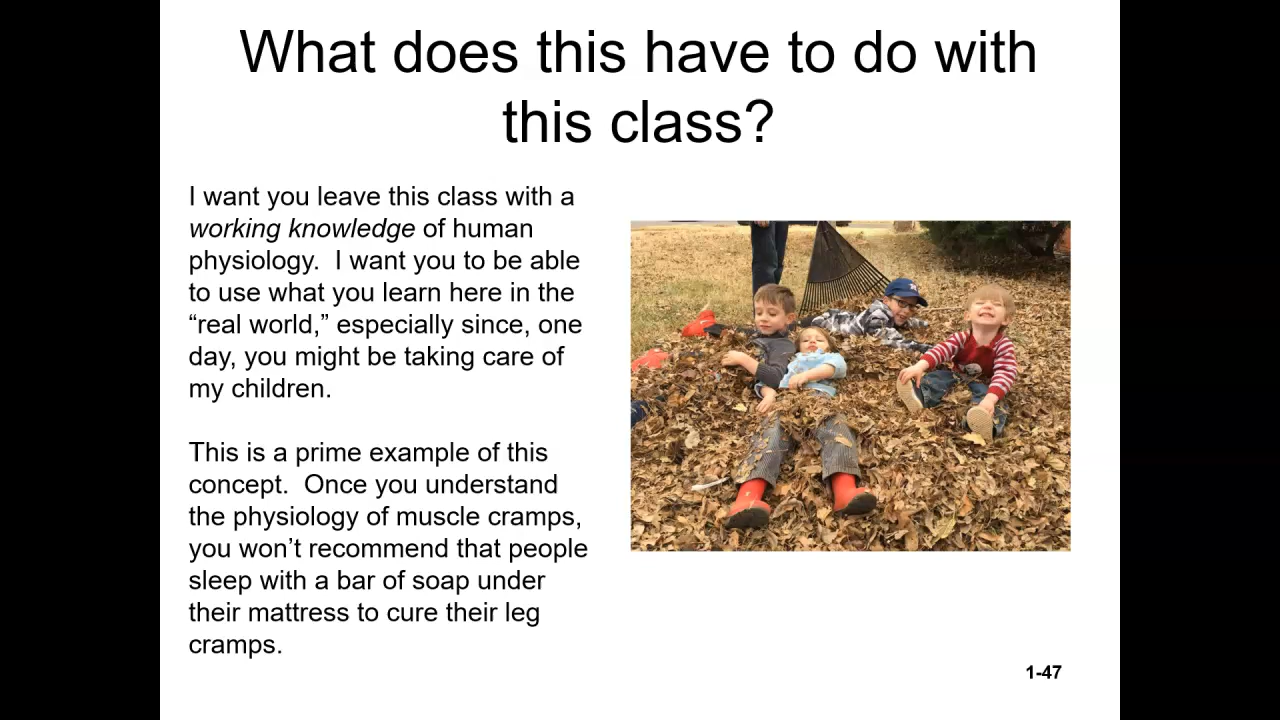 What does this have to do with
this class?
I want you leave this class with a
working knowledge of human
physiology.  I want you to be able
to use what you learn here in the
“real world,” especially since, one
day, you might be taking care of
my children.
This is a prime example of this
concept.  Once you understand
the physiology of muscle cramps,
you won’t recommend that people
sleep with a bar of soap under
their mattress to cure their leg
cramps.
1-47